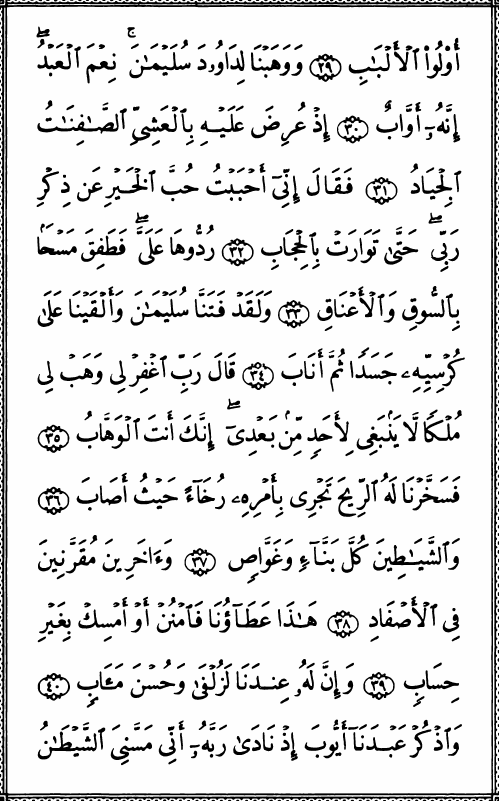 أُوْلُواْ ٱلْأَلْبَٰبِ ﴿٢٩﴾ وَوَهَبْنَا لِدَاوُۥدَ سُلَيْمَٰنَ ۚ نِعْمَ ٱلْعَبْدُ ۖ
إِنَّهُۥٓ أَوَّابٌ ﴿٣٠﴾ إِذْ عُرِضَ عَلَيْهِ بِٱلْعَشِىِّ ٱلصَّٰفِنَٰتُ
ٱلْجِيَادُ ﴿٣١﴾ فَقَالَ إِنِّىٓ أَحْبَبْتُ حُبَّ ٱلْخَيْرِ عَن ذِكْرِ
رَبِّى ۖ حَتَّىٰ تَوَارَتْ بِٱلْحِجَابِ ﴿٣٢﴾ رُدُّوهَا عَلَىَّ ۖ فَطَفِقَ مَسْحًۢا
بِٱلسُّوقِ وَٱلْأَعْنَاقِ ﴿٣٣﴾ وَلَقَدْ فَتَنَّا سُلَيْمَٰنَ وَأَلْقَيْنَا عَلَىٰ
كُرْسِيِّهِۦ جَسَدًا ثُمَّ أَنَابَ ﴿٣٤﴾ قَالَ رَبِّ ٱغْفِرْ لِى وَهَبْ لِى
مُلْكًا لَّا يَنۢبَغِى لِأَحَدٍ مِّنۢ بَعْدِىٓ ۖ إِنَّكَ أَنتَ ٱلْوَهَّابُ ﴿٣٥﴾
فَسَخَّرْنَا لَهُ ٱلرِّيحَ تَجْرِى بِأَمْرِهِۦ رُخَآءً حَيْثُ أَصَابَ ﴿٣٦﴾
وَٱلشَّيَٰطِينَ كُلَّ بَنَّآءٍ وَغَوَّاصٍ ﴿٣٧﴾ وَءَاخَرِينَ مُقَرَّنِينَ
فِى ٱلْأَصْفَادِ ﴿٣٨﴾ هَٰذَا عَطَآؤُنَا فَٱمْنُنْ أَوْ أَمْسِكْ بِغَيْرِ
حِسَابٍ ﴿٣٩﴾ وَإِنَّ لَهُۥ عِندَنَا لَزُلْفَىٰ وَحُسْنَ مَـَٔابٍ ﴿٤٠﴾
وَٱذْكُرْ عَبْدَنَآ أَيُّوبَ إِذْ نَادَىٰ رَبَّهُۥٓ أَنِّى مَسَّنِىَ ٱلشَّيْطَٰنُ